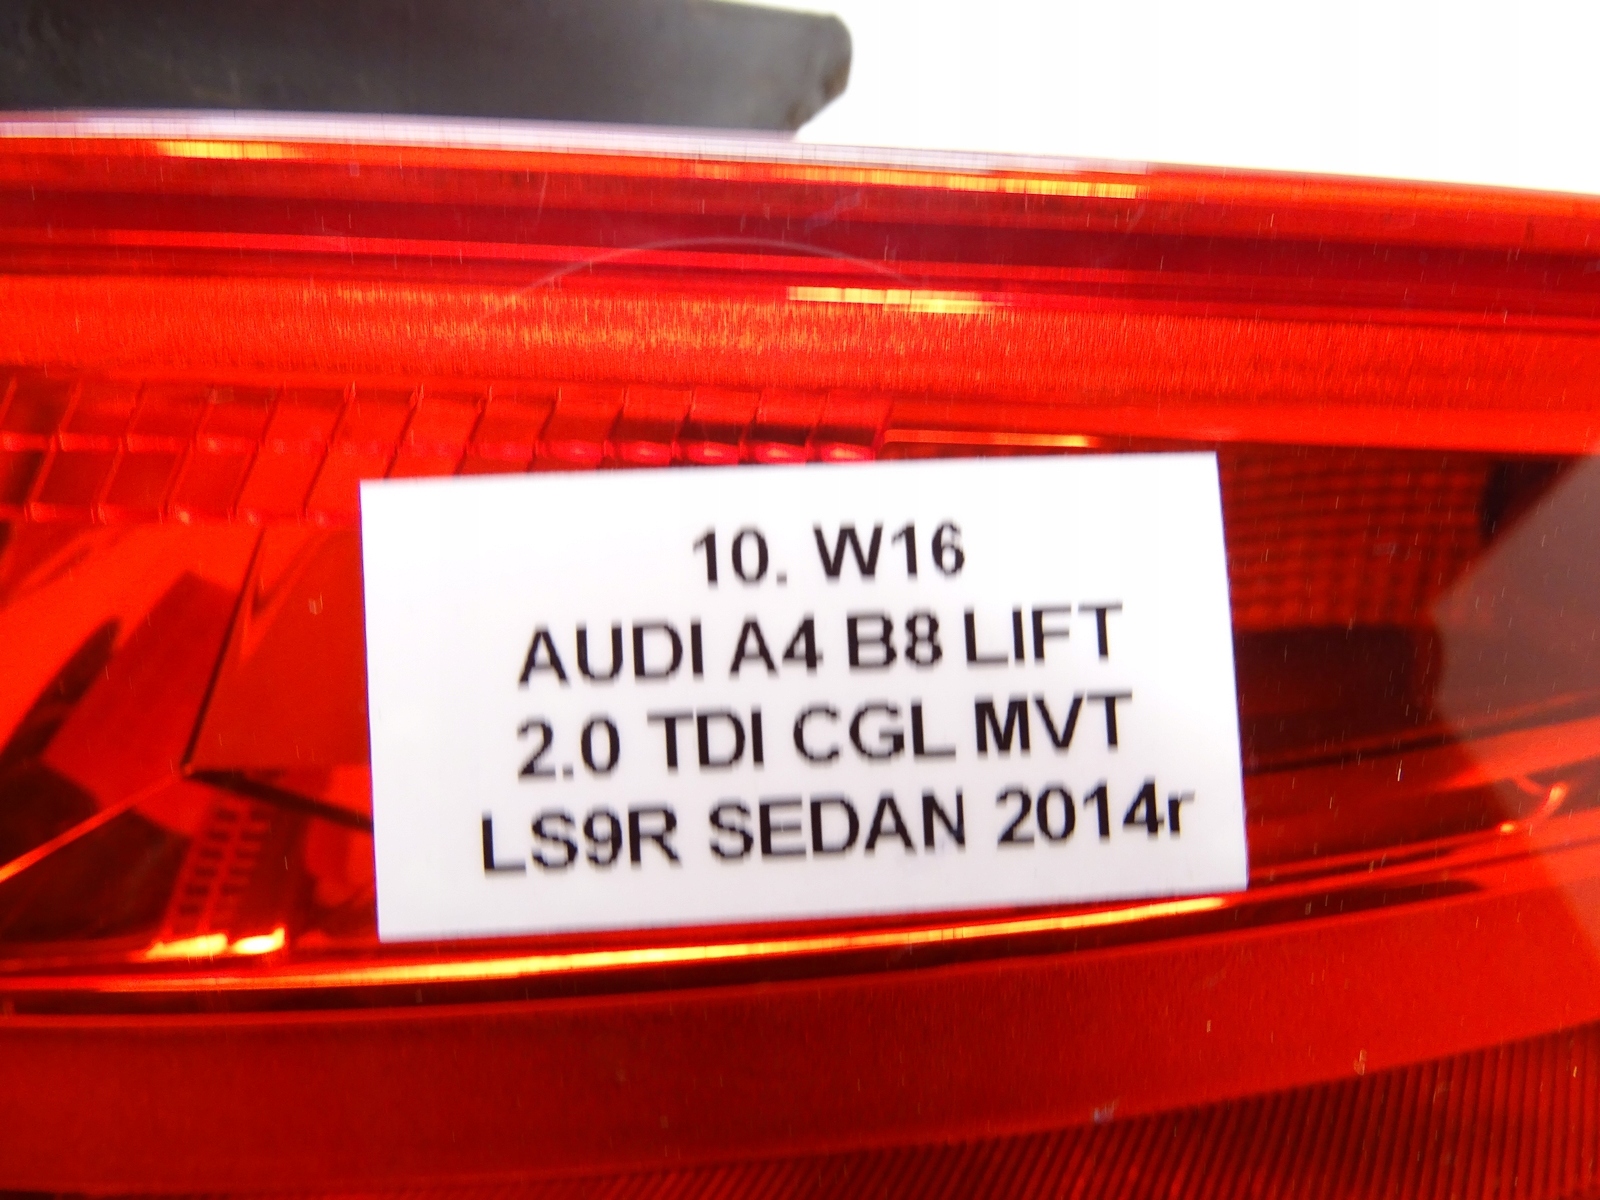 10. W16
AUDI A4 B8 LIFT
2.0 TDI CGL MVT
LS9R SEDAN 2014r